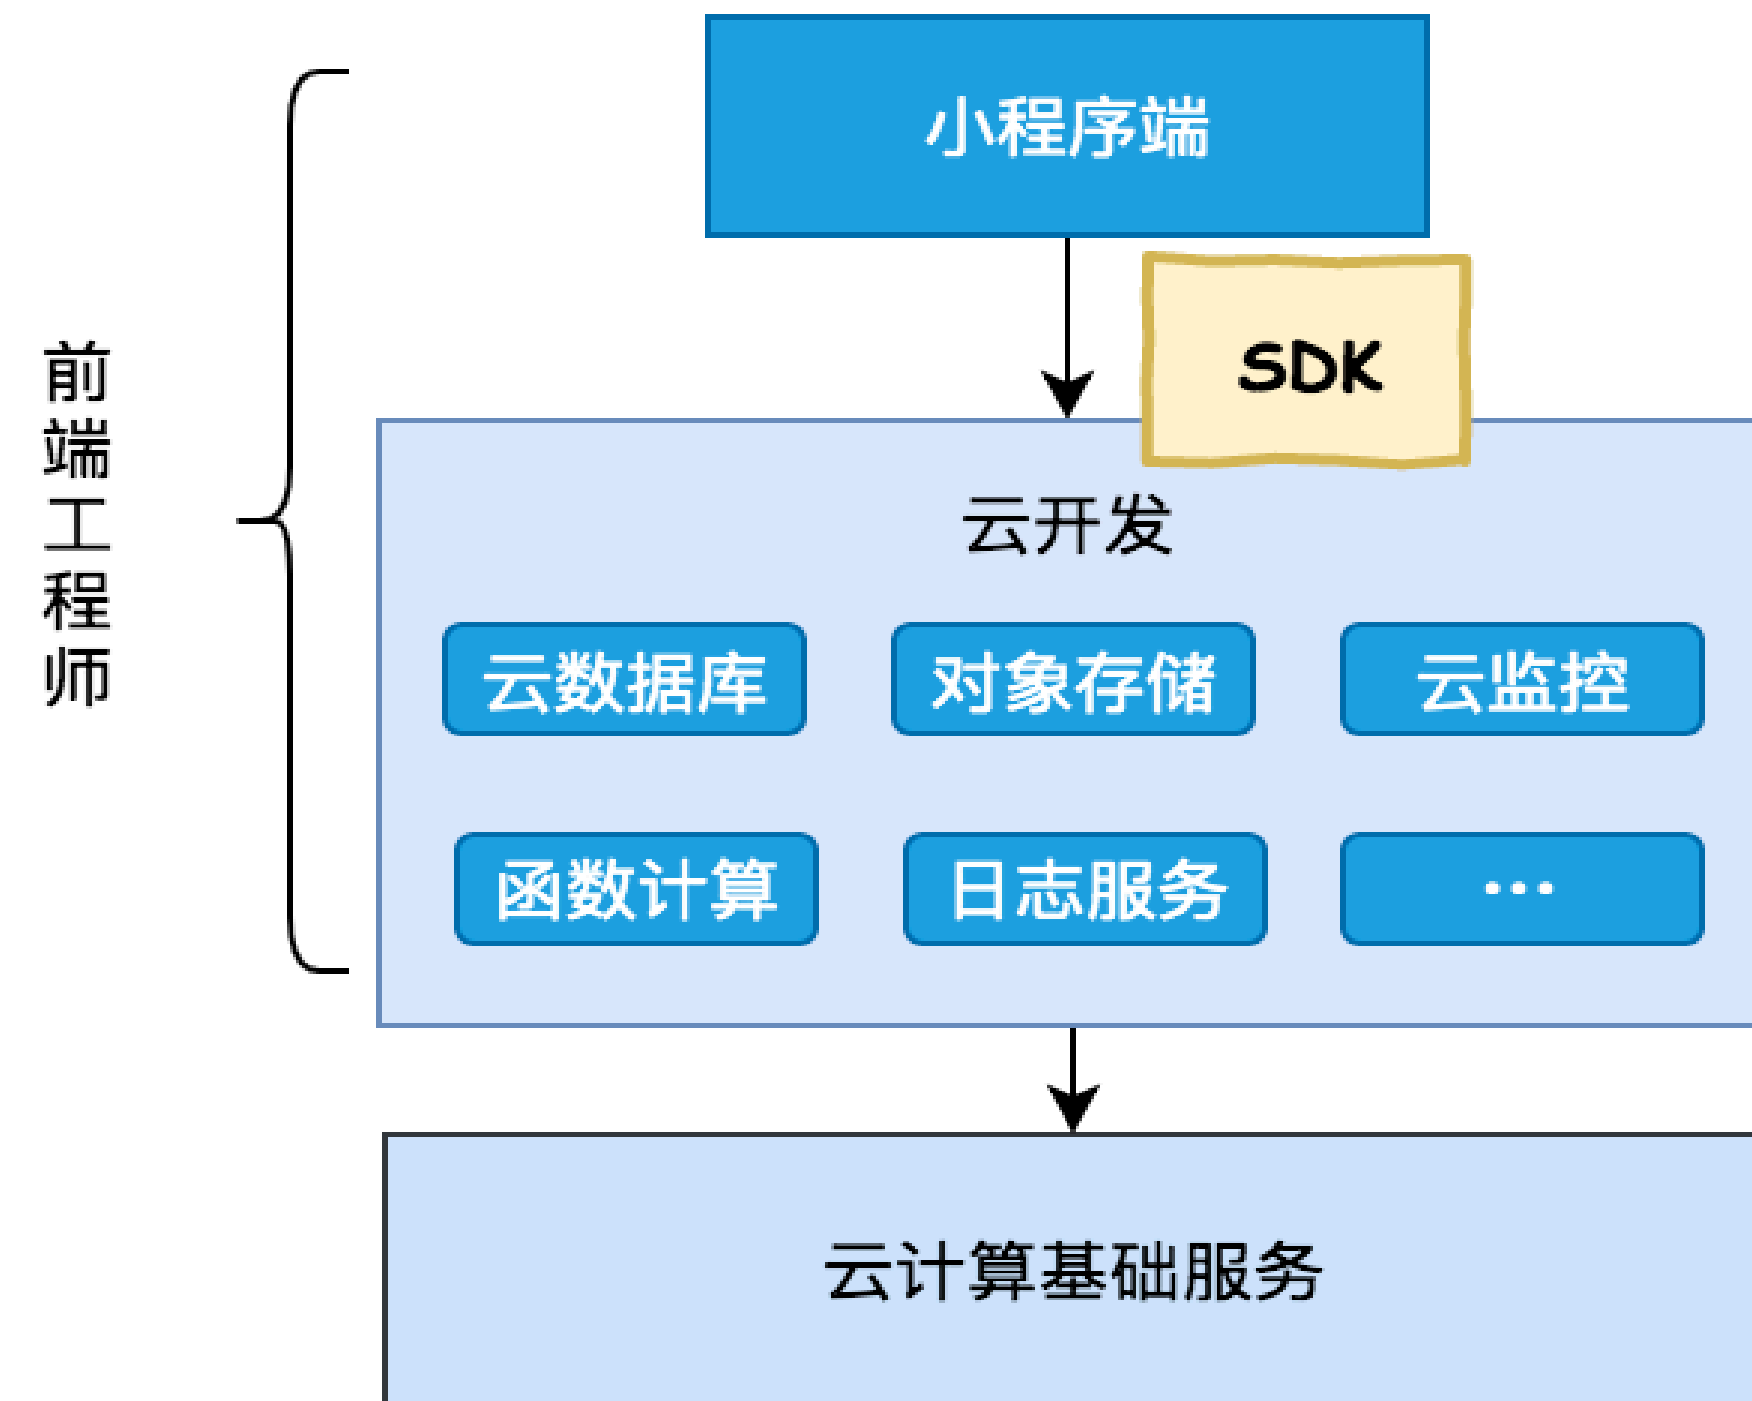 小程序端
SDK
前端工程师
云开发
云数据库
对象存储
云监控
函数计算
日志服务
...
云计算基础服务